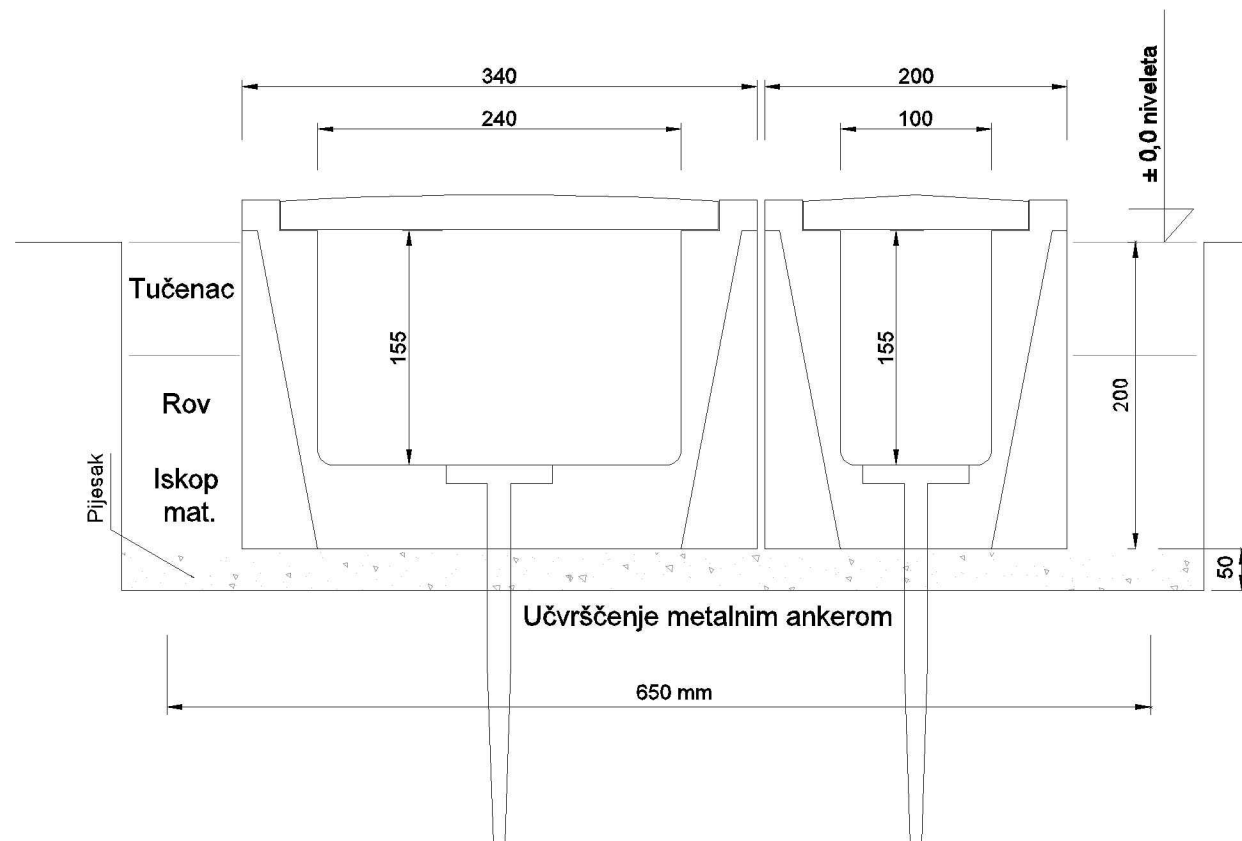 340
200
240
100
± 0,0 niveleta
Tučenac
155
155
200
Rov
Iskop
mat.
Pijesak
50
Učvrščenje metalnim ankerom
650 mm